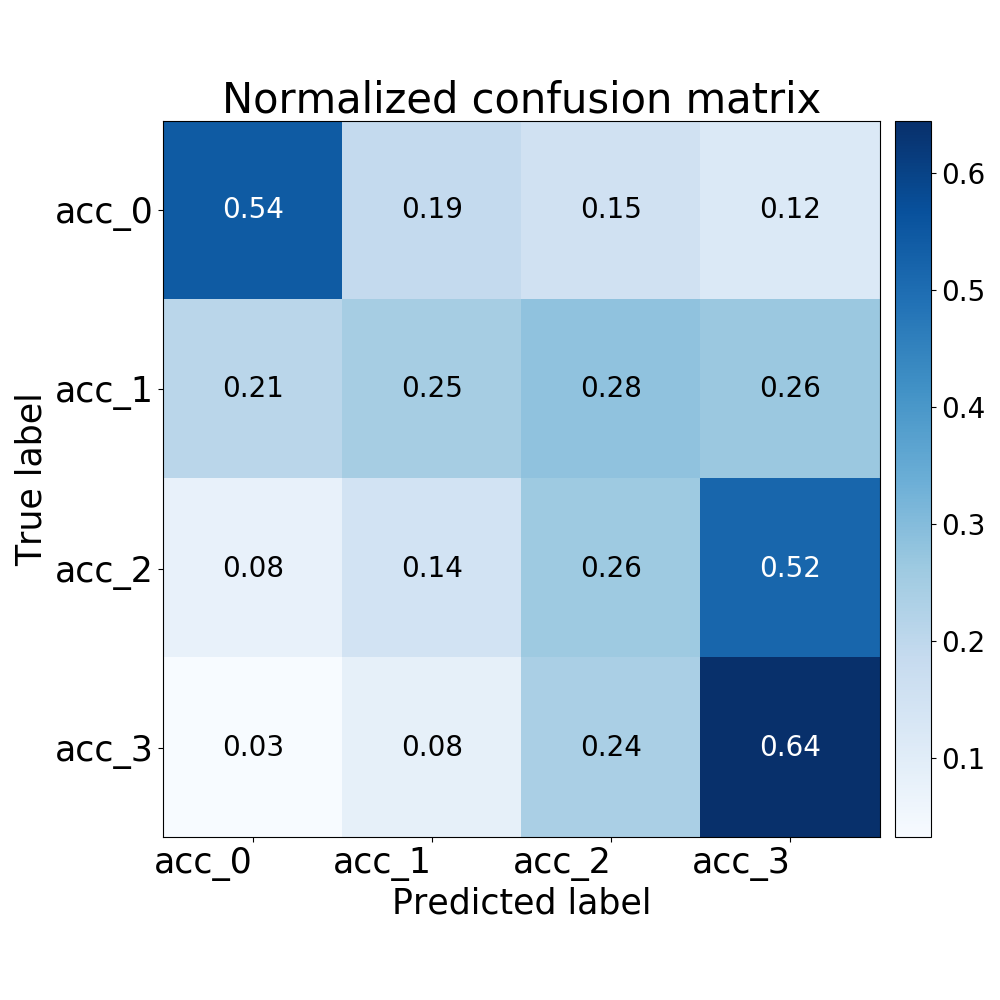 Normalized confusion matrix
acc_0 0.54 0.19 0.15 0.12
acc_1 0.21 0.25 0.28 0.26
acc_2 0.08 0.14 0.26 0.52
acc_3 0.03 0.08 0.24 0.64
acc_0 acc_1 acc_2 acc_3
Predicted label
True label
0.6
0.5
0.4
0.3
0.2
0.1